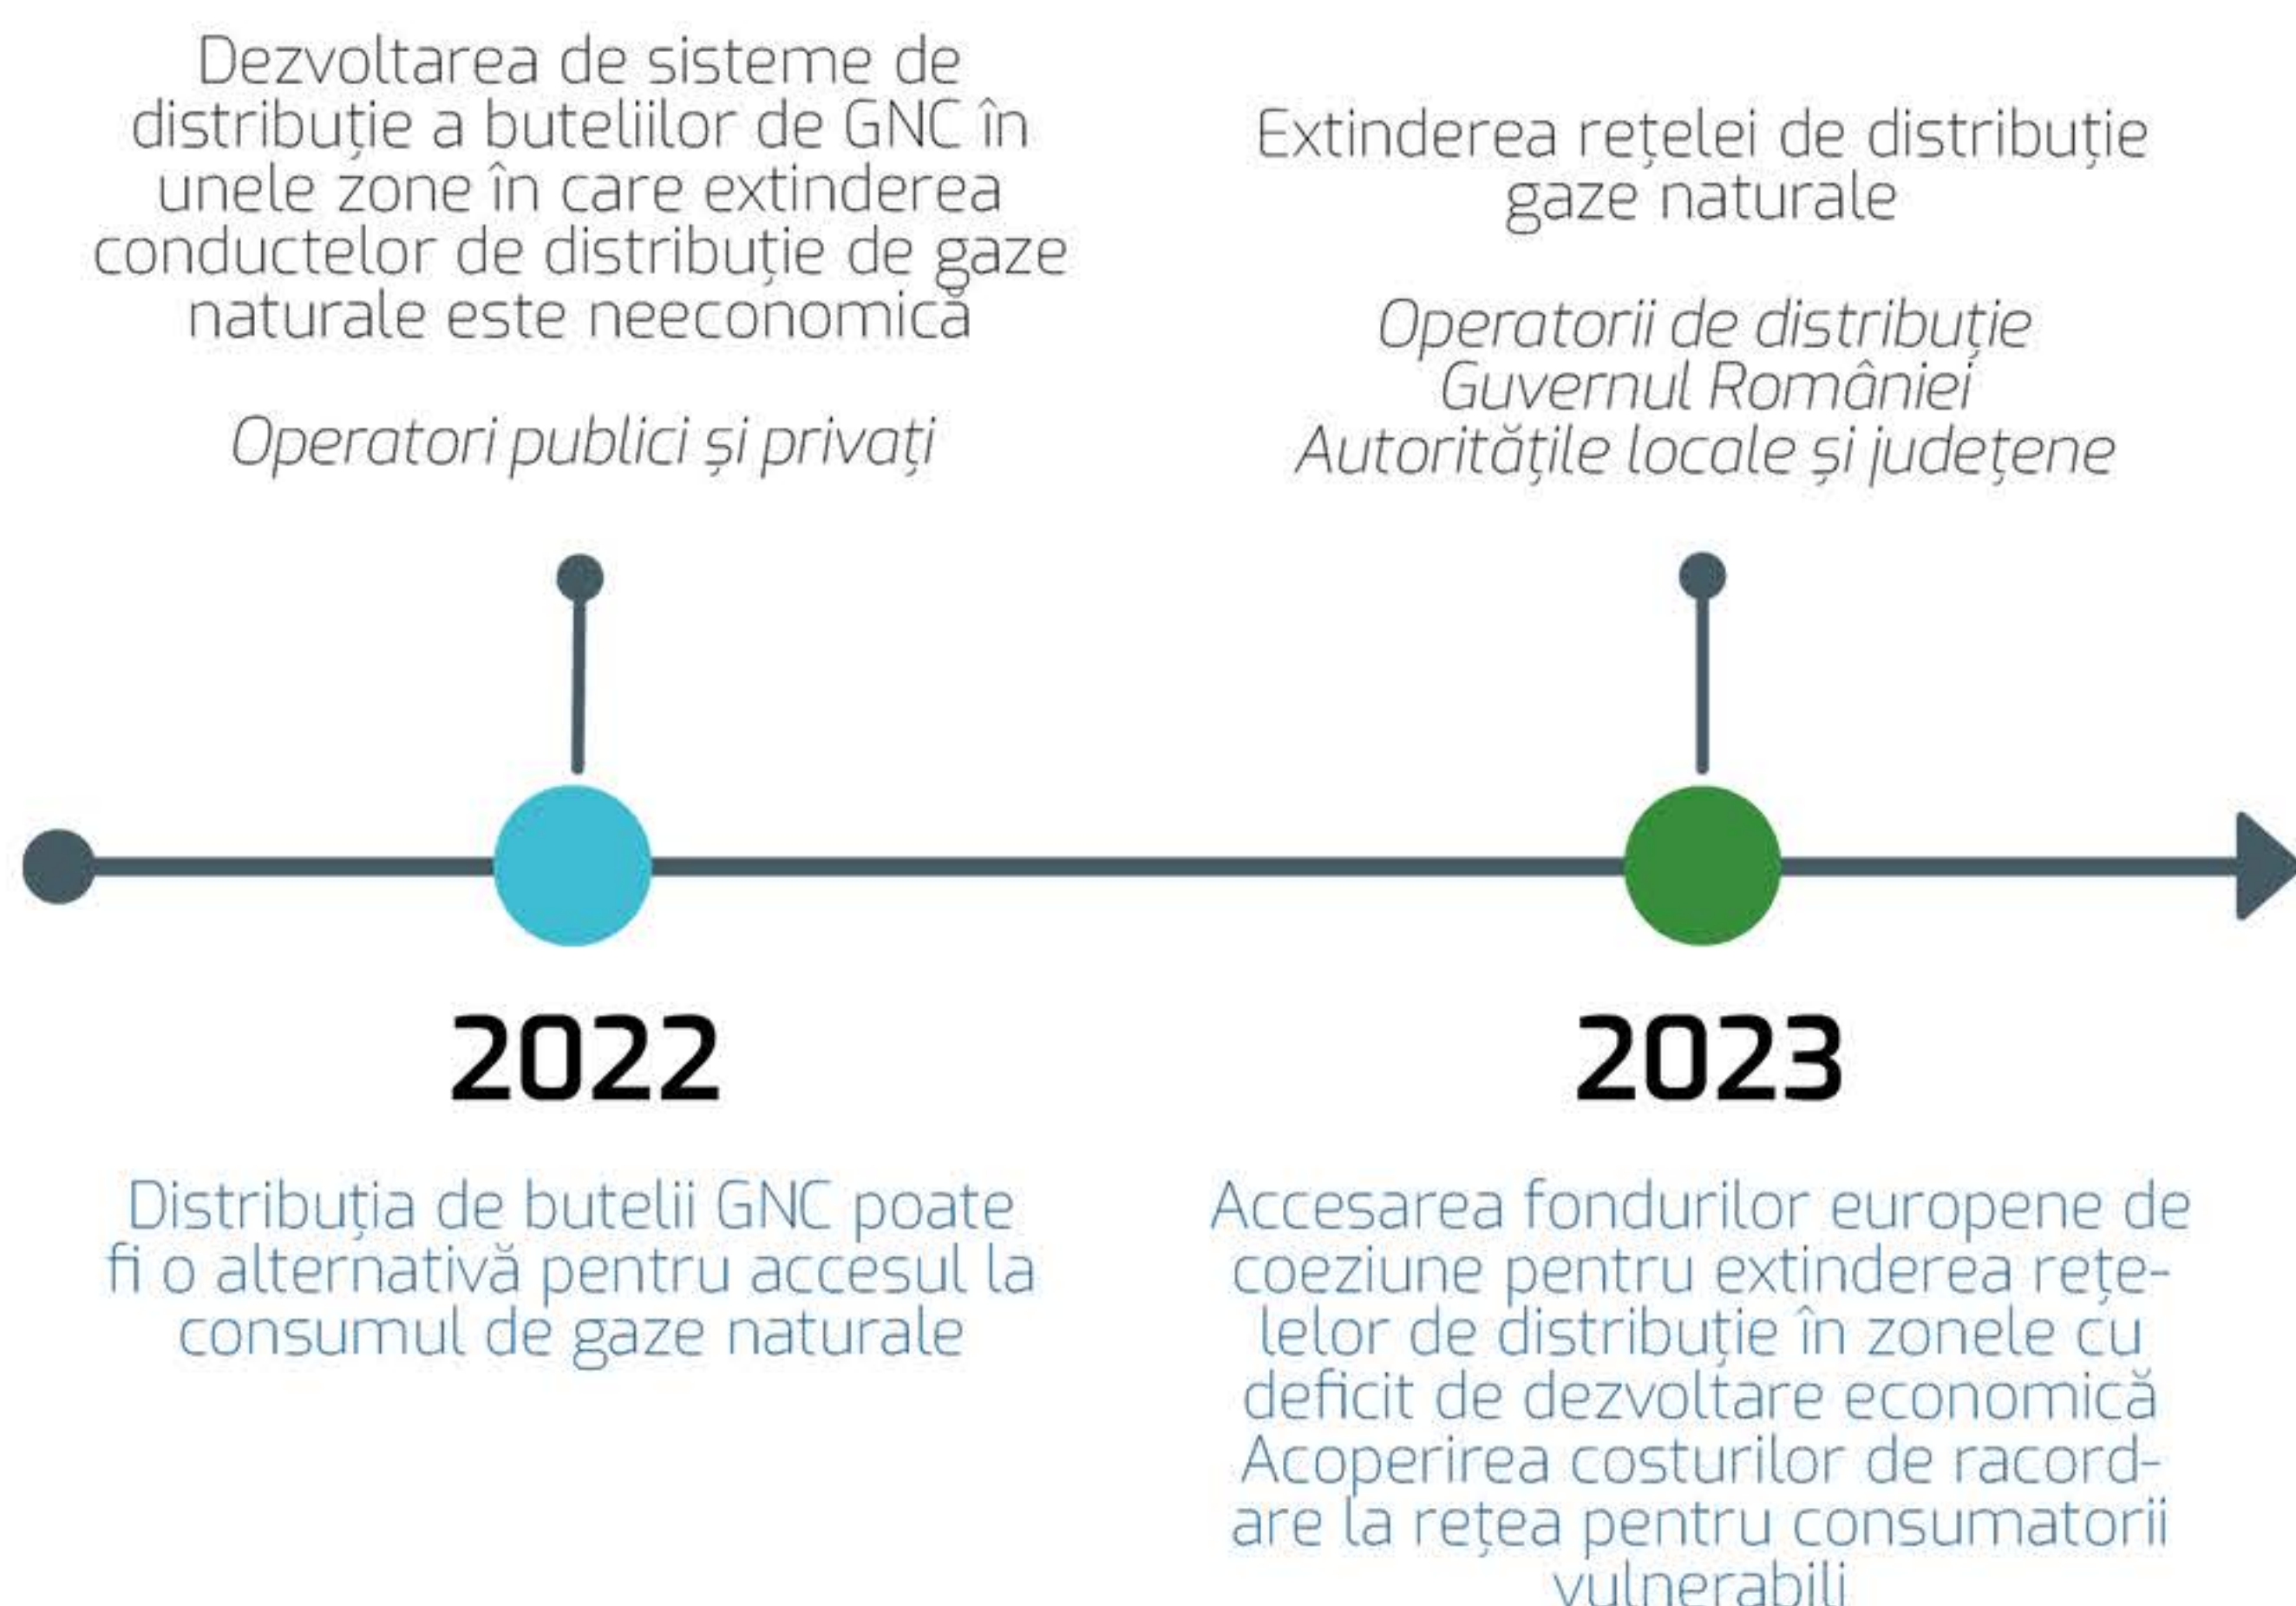 Dezvoltarea de sisteme de
distribuție a buteliilor de GNC în
unele zone în care extinderea
conductelor de distribuție de gaze
naturale este neeconomică
Operatori publici și privați
Extinderea rețelei de distribuție
gaze naturale
Operatorii de distribuție
Guvernul României
Autoritățile locale și județene
2022
2023
Distribuția de butelii GNC poate
fi o alternativă pentru accesul la
consumul de gaze naturale
Accesarea fondurilor europene de
coeziune pentru extinderea rețe-
lelor de distribuție în zonele cu
deficit de dezvoltare economică
Acoperirea costurilor de racord-
are la rețea pentru consumatorii
vulnerabili